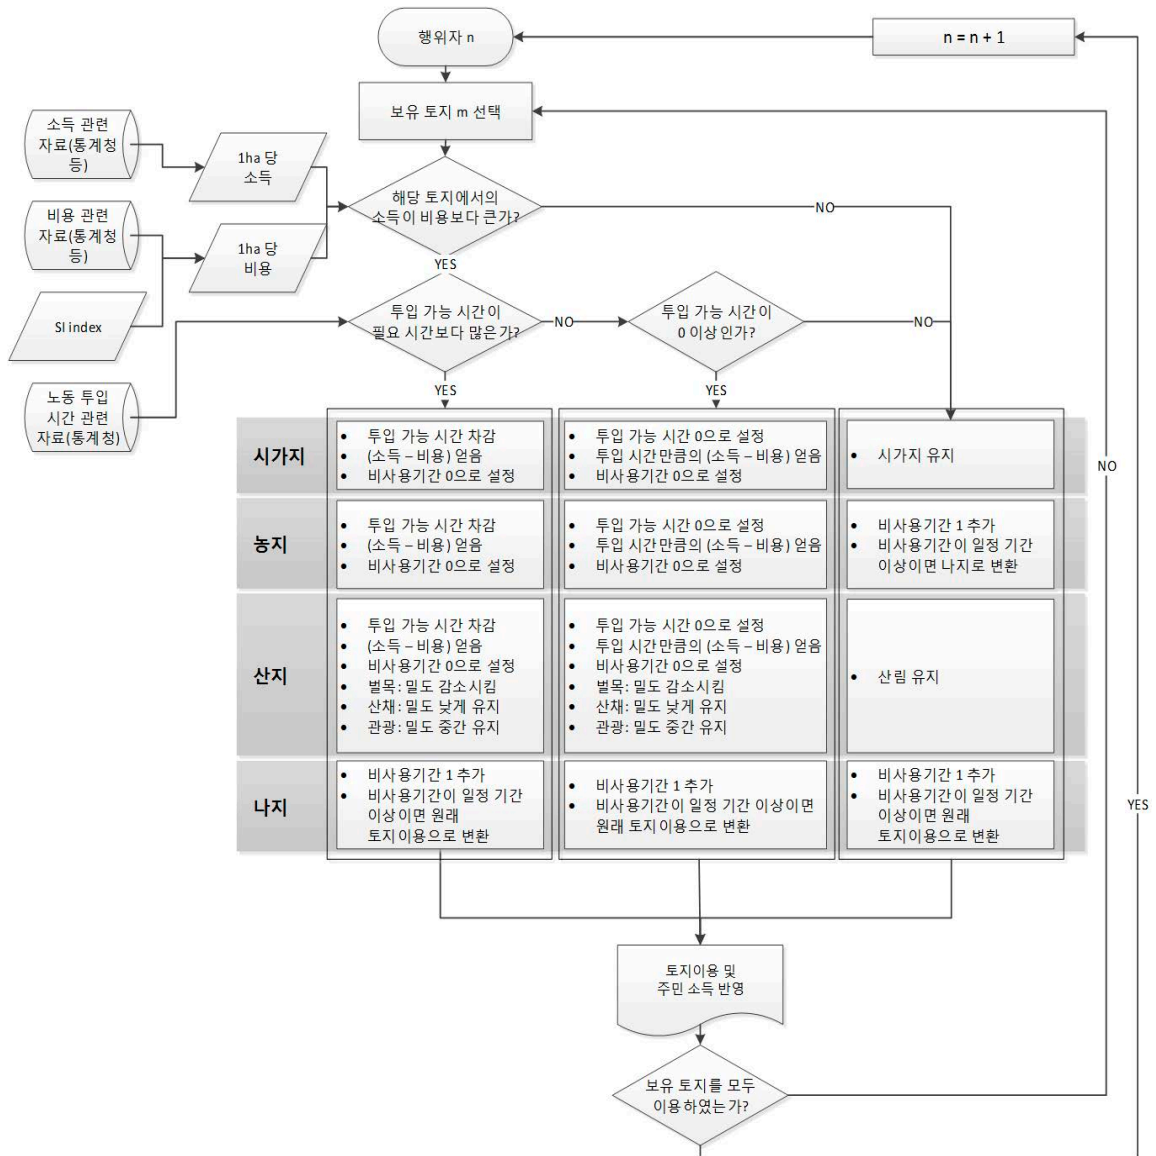 행위자 n
n = n + 1
보유 토지 m 선택
소득 관련
자료(통계청
등)
1ha 당
소득
해당 토지에서의
소득이 비용보다 큰가?
NO
비용 관련
자료(통계청
등)
1ha 당
비용
YES
SI index
투입 가능 시간이
필요 시간보다 많은가?
NO
투입 가능 시간이
0 이상인가?
NO
노동 투입
시간 관련
자료(통계청)
YES
YES
시가지
• 투입 가능 시간 차감
• (소득 – 비용) 얻음
• 비사용기간 0으로 설정
• 투입 가능 시간 0으로 설정
• 투입 시간만큼의 (소득 – 비용) 얻음
• 비사용기간 0으로 설정
• 시가지 유지
NO
농지
• 투입 가능 시간 차감
• (소득 – 비용) 얻음
• 비사용기간 0으로 설정
• 투입 가능 시간 0으로 설정
• 투입 시간만큼의 (소득 – 비용) 얻음
• 비사용기간 0으로 설정
• 비사용기간 1 추가
• 비사용기간이 일정 기간
이상이면 나지로 변환
산지
• 투입 가능 시간 차감
• (소득 – 비용) 얻음
• 비사용기간 0으로 설정
• 벌목: 밀도 감소시킴
• 산채: 밀도 낮게 유지
• 관광: 밀도 중간 유지
• 투입 가능 시간 0으로 설정
• 투입 시간만큼의 (소득 – 비용) 얻음
• 비사용기간 0으로 설정
• 벌목: 밀도 감소시킴
• 산채: 밀도 낮게 유지
• 관광: 밀도 중간 유지
• 산림 유지
나지
• 비사용기간 1 추가
• 비사용기간이 일정 기간
이상이면 원래
토지이용으로 변환
• 비사용기간 1 추가
• 비사용기간이 일정 기간 이상이면
원래 토지이용으로 변환
• 비사용기간 1 추가
• 비사용기간이 일정 기간
이상이면 원래
토지이용으로 변환
YES
토지이용 및
주민 소득 반영
보유 토지를 모두
이용하였는가?